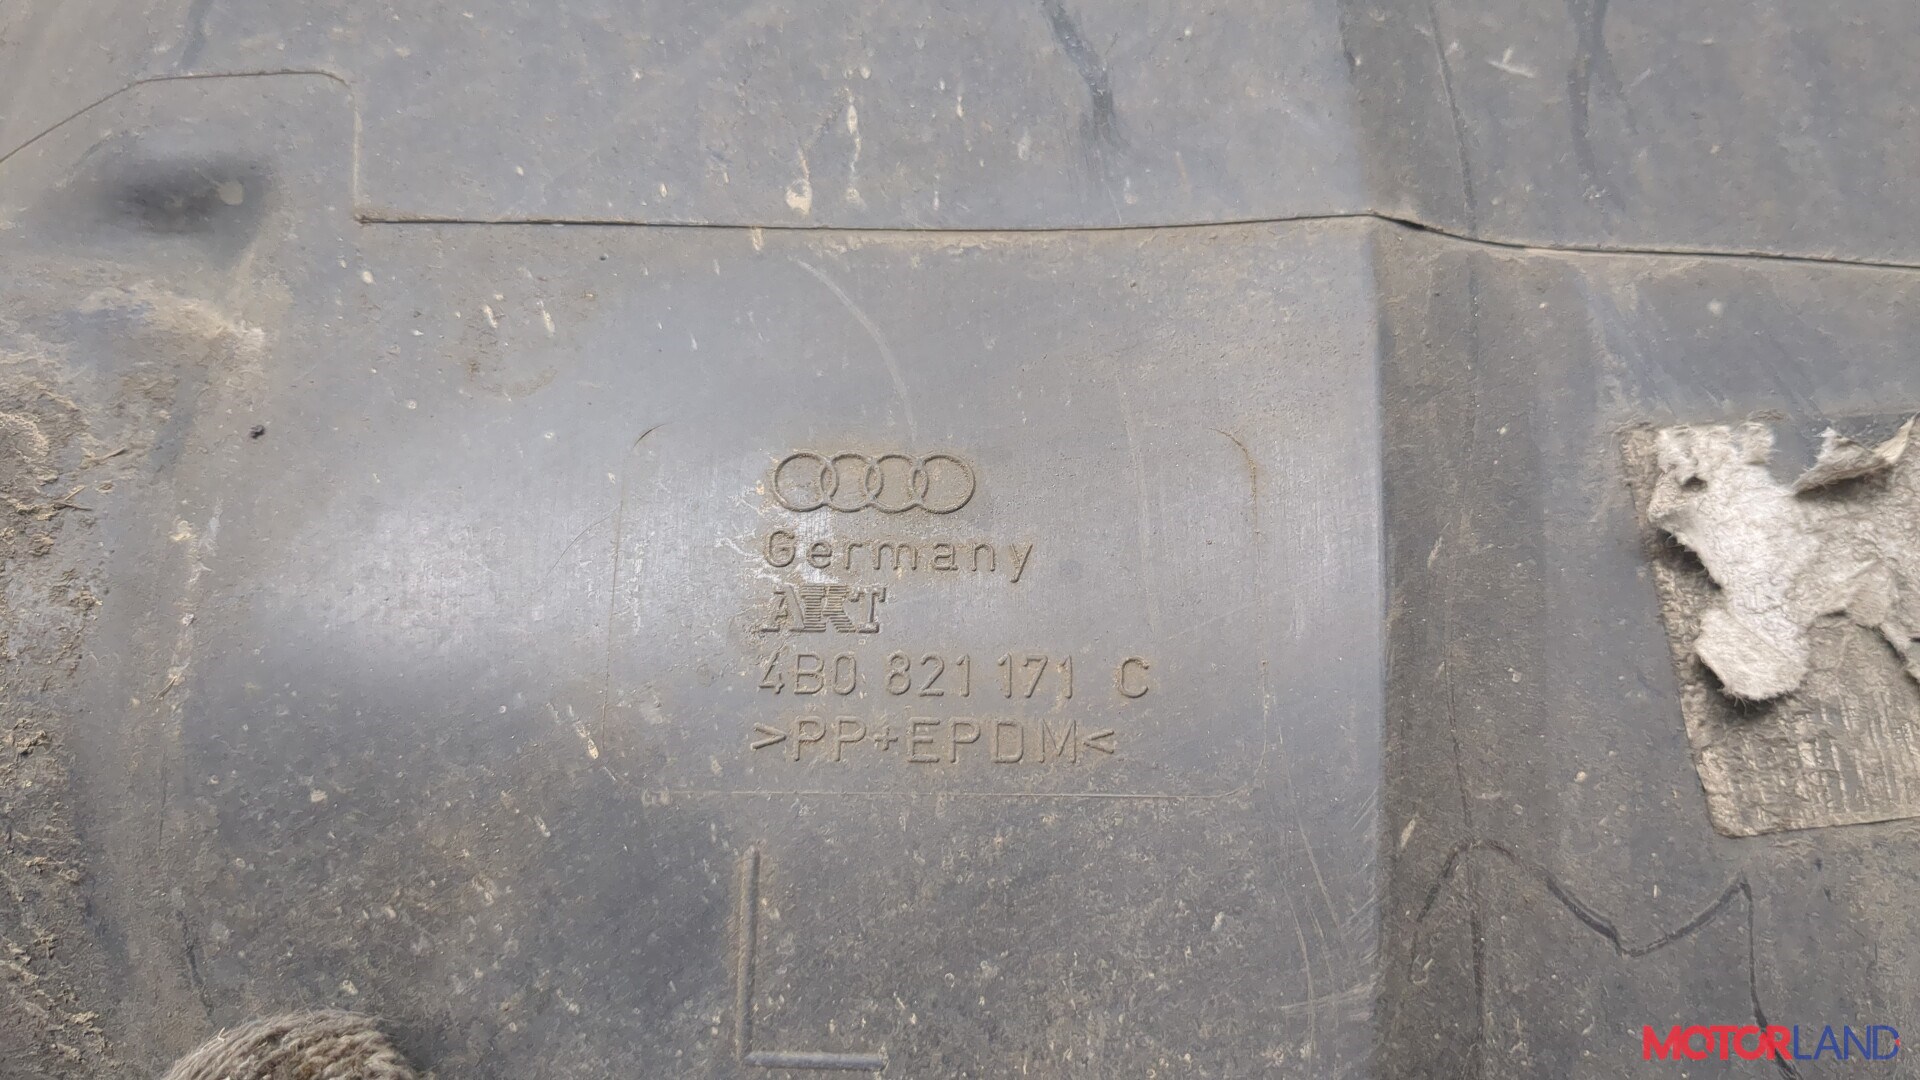 Germany
AKT
4B0 821 171 C
>PP+EPDM<
MOTORLAND